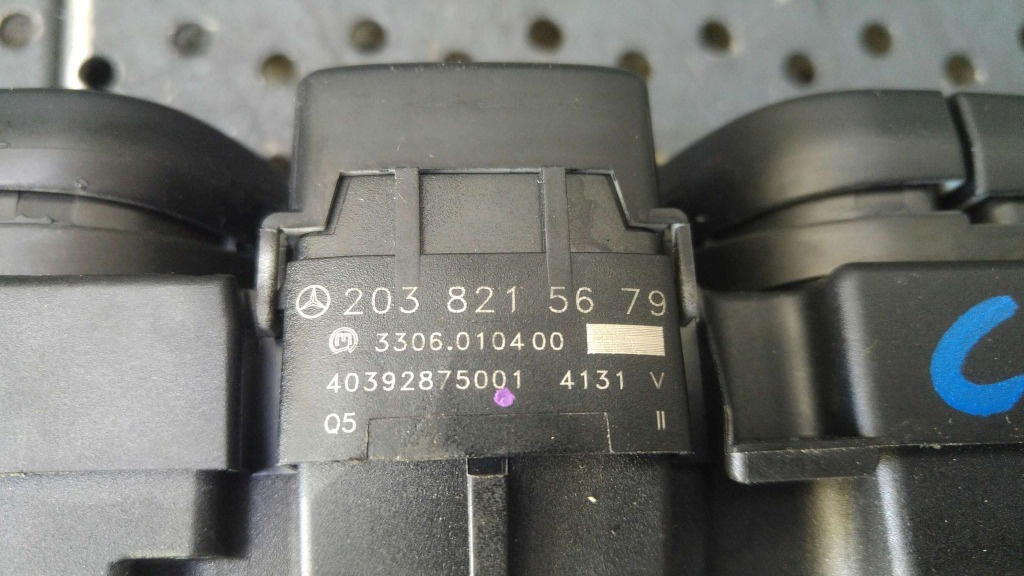 203 821 56 79
3306.010400
40392875001 4131 V
Q5 II
C